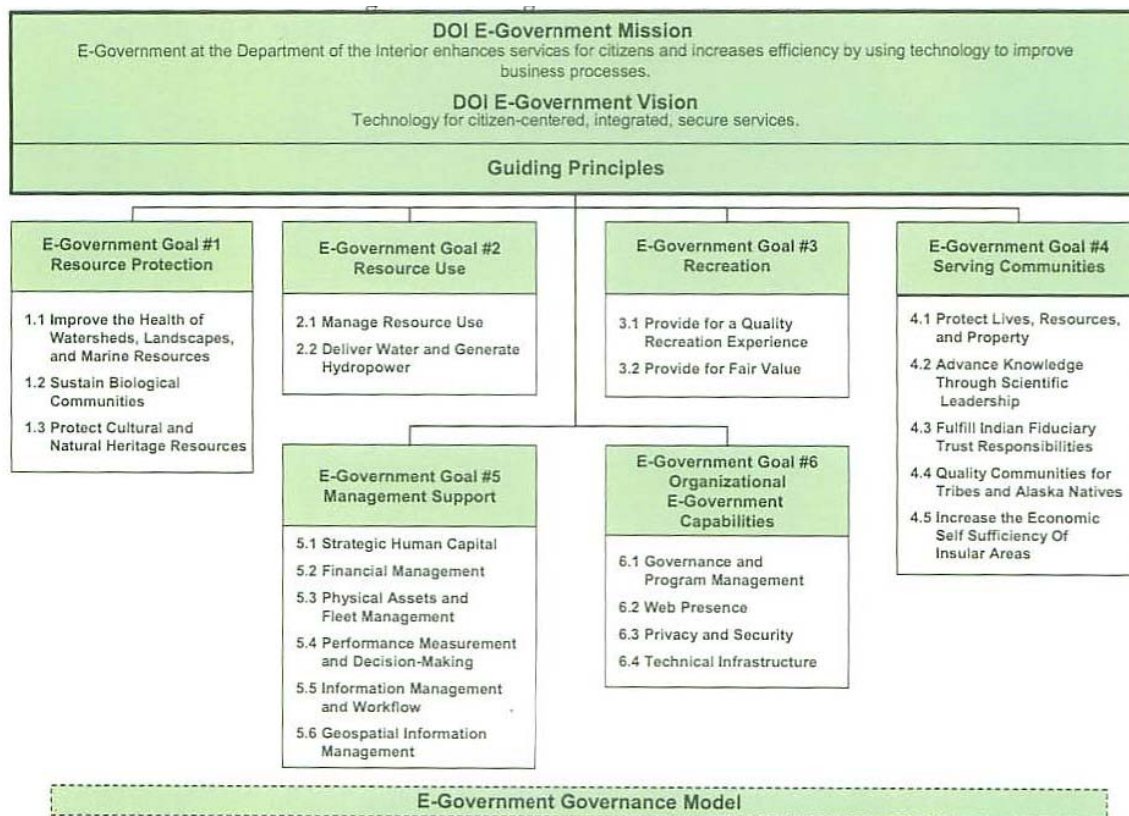 DOI E-Government Mission
E-Government at the Department of the Interior enhances services for citizens and increases efficiency by using technology to improve
business processes.
DOI E-Government Vision
Technology for citizen-centered, integrated, secure services.
Guiding Principles
E-Government Goal #1
Resource Protection
1.1 Improve the Health of
Watersheds, Landscapes,
and Marine Resources
1.2 Sustain Biological
Communities
1.3 Protect Cultural and
Natural Heritage Resources
E-Government Goal #2
Resource Use
2.1 Manage Resource Use
2.2 Deliver Water and Generate
Hydropower
E-Government Goal #3
Recreation
3.1 Provide for a Quality
Recreation Experience
3.2 Provide for Fair Value
E-Government Goal #4
Serving Communities
4.1 Protect Lives, Resources,
and Property
4.2 Advance Knowledge
Through Scientific
Leadership
4.3 Fulfill Indian Fiduciary
Trust Responsibilities
4.4 Quality Communities for
Tribes and Alaska Natives
4.5 Increase the Economic
Self Sufficiency Of
Insular Areas
E-Government Goal #5
Management Support
5.1 Strategic Human Capital
5.2 Financial Management
5.3 Physical Assets and
Fleet Management
5.4 Performance Measurement
and Decision-Making
5.5 Information Management
and Workflow
5.6 Geospatial Information
Management
E-Government Goal #6
Organizational
E-Government
Capabilities
6.1 Governance and
Program Management
6.2 Web Presence
6.3 Privacy and Security
6.4 Technical Infrastructure
E-Government Governance Model